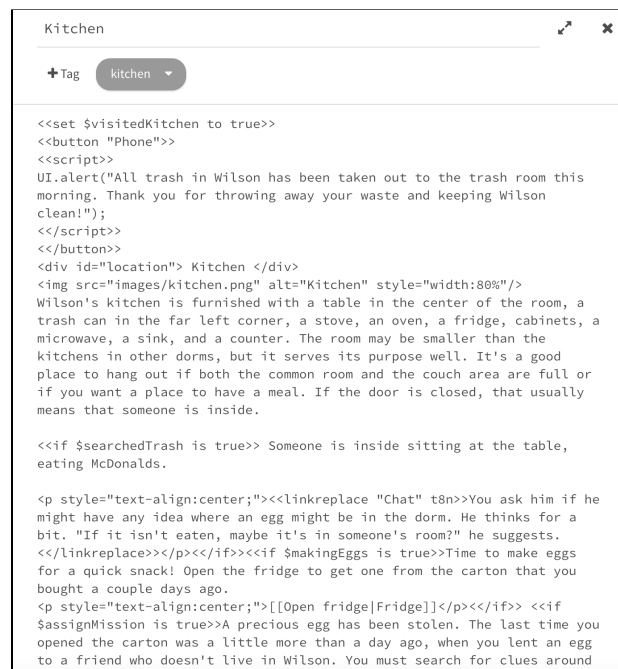 Kitchen
Tag
kitchen
<<set $visitedKitchen to true>>
<<button "Phone">>
<<script>>
UI.alert("All trash in Wilson has been taken out to the trash room this
morning. Thank you for throwing away your waste and keeping Wilson
clean!");
<</script>>
<</button>>
<div id="location"> Kitchen </div>
<img src="images/kitchen.png" alt="Kitchen" style="width:80%"/>
Wilson's kitchen is furnished with a table in the center of the room, a
trash can in the far left corner, a stove, an oven, a fridge, cabinets, a
microwave, a sink, and a counter. The room may be smaller than the
kitchens in other dorms, but it serves its purpose well. It's a good
place to hang out if both the common room and the couch area are full or
if you want a place to have a meal. If the door is closed, that usually
means that someone is inside.
<<if $searchedTrash is true>> Someone is inside sitting at the table,
eating McDonalds.
<p style="text-align:center;"><<linkreplace "Chat" t8n>>You ask him if he
might have any idea where an egg might be in the dorm. He thinks for a
bit. "If it isn't eaten, maybe it's in someone's room?" he suggests.
<</linkreplace>></p><</if>><<if $makingEggs is true>>Time to make eggs
for a quick snack! Open the fridge to get one from the carton that you
bought a couple days ago.
<p style="text-align:center;">[[Open fridge|Fridge]]</p><</if>> <<if
$assignMission is true>>A precious egg has been stolen. The last time you
opened the carton was a little more than a day ago, when you lent an egg
to a friend who doesn't live in Wilson. You must search for clues around